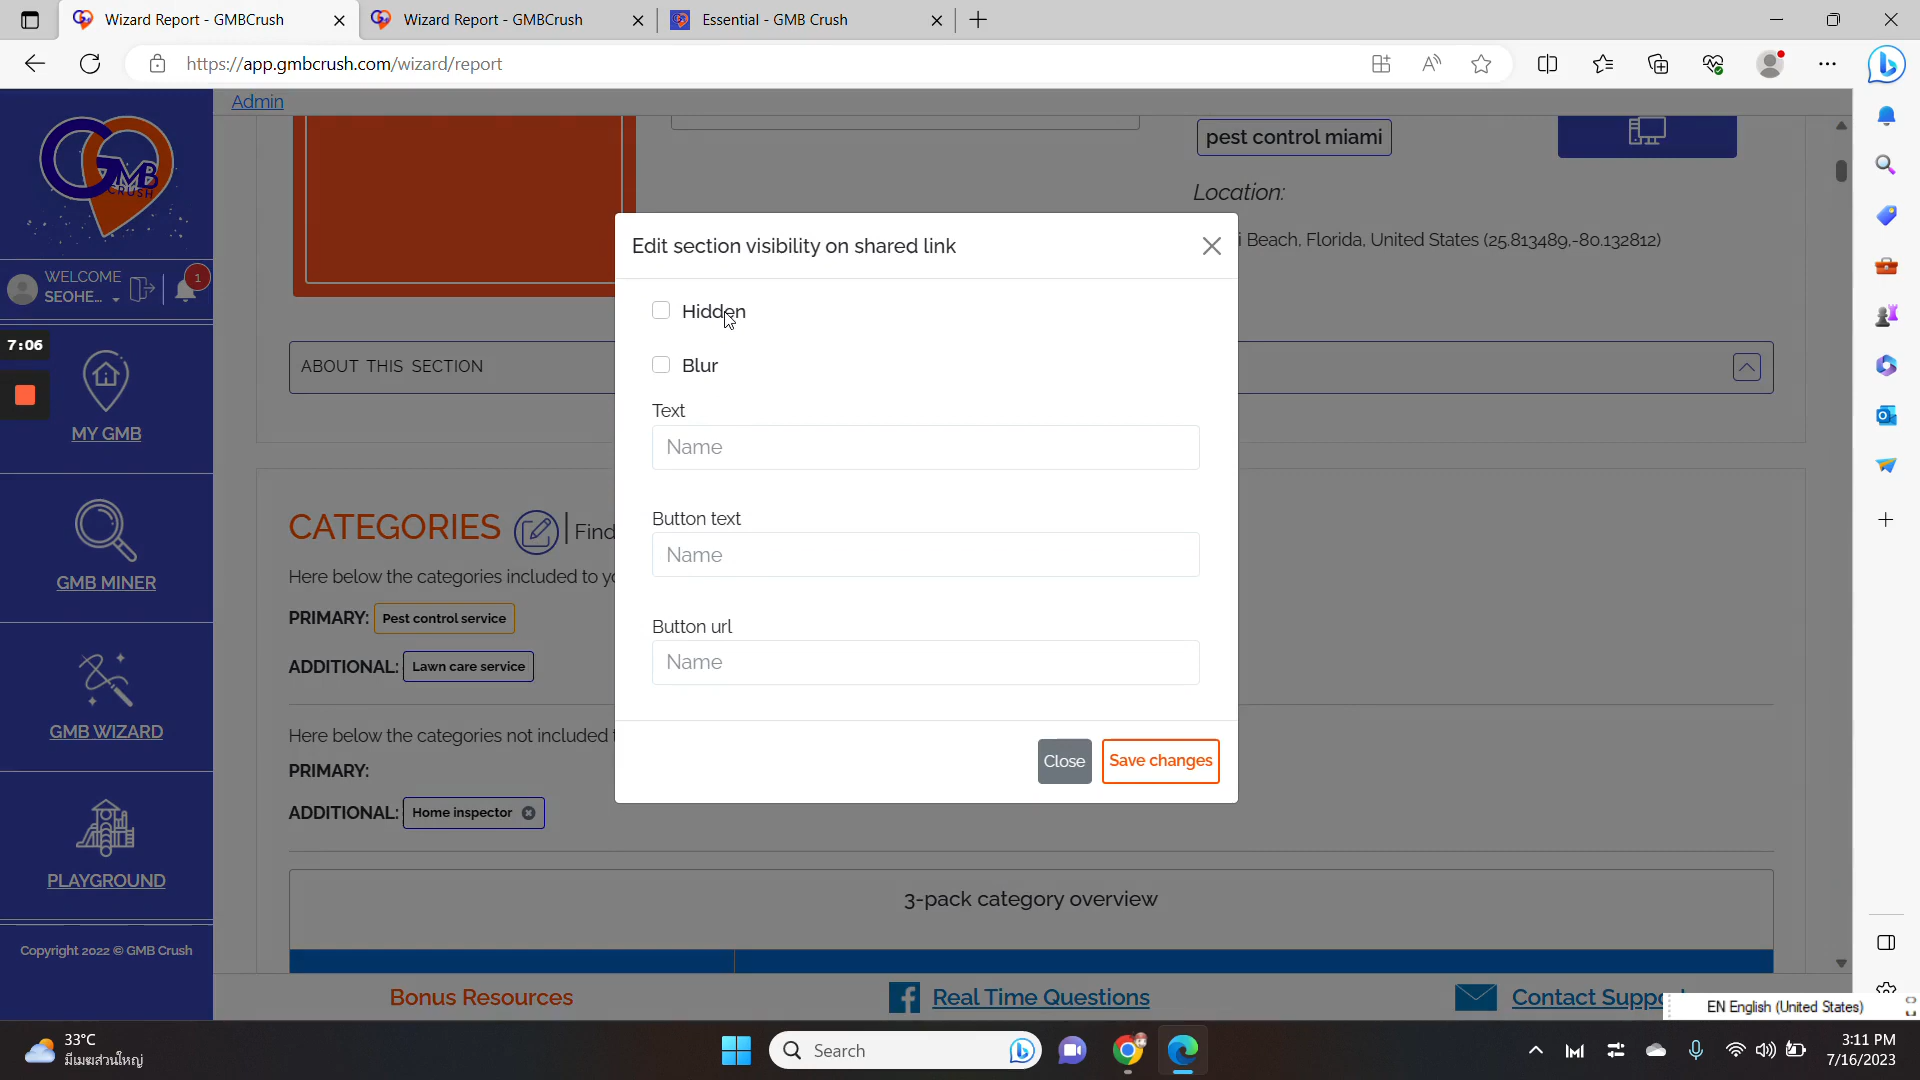 Wizard Report - GMBCrush
Wizard Report - GMBCrush
Essential - GMB Crush
https://app.gmbcrush.com/wizard/report
Admin
GMB
CRUSH
WELCOME
SEOHE...
1
7:06
MY GMB
GMB MINER
GMB WIZARD
PLAYGROUND
Copyright 2022 © GMB Crush
pest control miami
Location:
i Beach, Florida, United States (25.813489,-80.132812)
ABOUT THIS SECTION
CATEGORIES
Find
Here below the categories included to yo
PRIMARY: Pest control service
ADDITIONAL: Lawn care service
Here below the categories not included t
PRIMARY:
ADDITIONAL: Home inspector
3-pack category overview
Edit section visibility on shared link
Hidden
Blur
Text
Name
Button text
Name
Button url
Name
Close
Save changes
Bonus Resources
Real Time Questions
Contact Suppo
EN English (United States)
33°C
มีเมฆส่วนใหญ่
Search
3:11 PM
7/16/2023